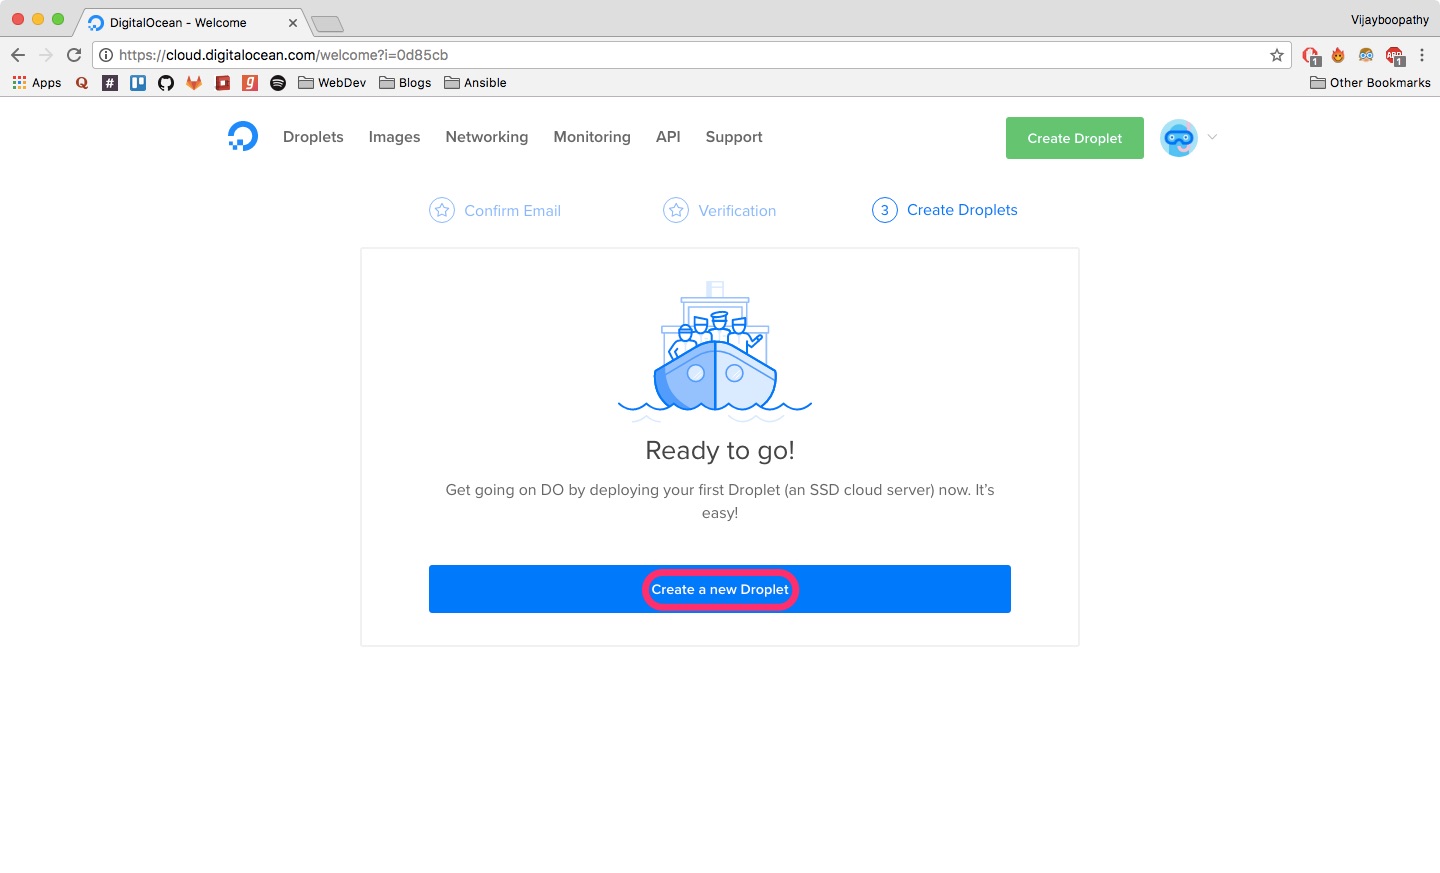 DigitalOcean - Welcome
Vijayboopathy
https://cloud.digitalocean.com/welcome?i=0d85cb
1
1
Apps
WebDev
Blogs
Ansible
Other Bookmarks
Droplets
Images
Networking
Monitoring
API
Support
Create Droplet
Confirm Email
Verification
3 Create Droplets
Ready to go!
Get going on DO by deploying your first Droplet (an SSD cloud server) now. It's
easy!
Create a new Droplet